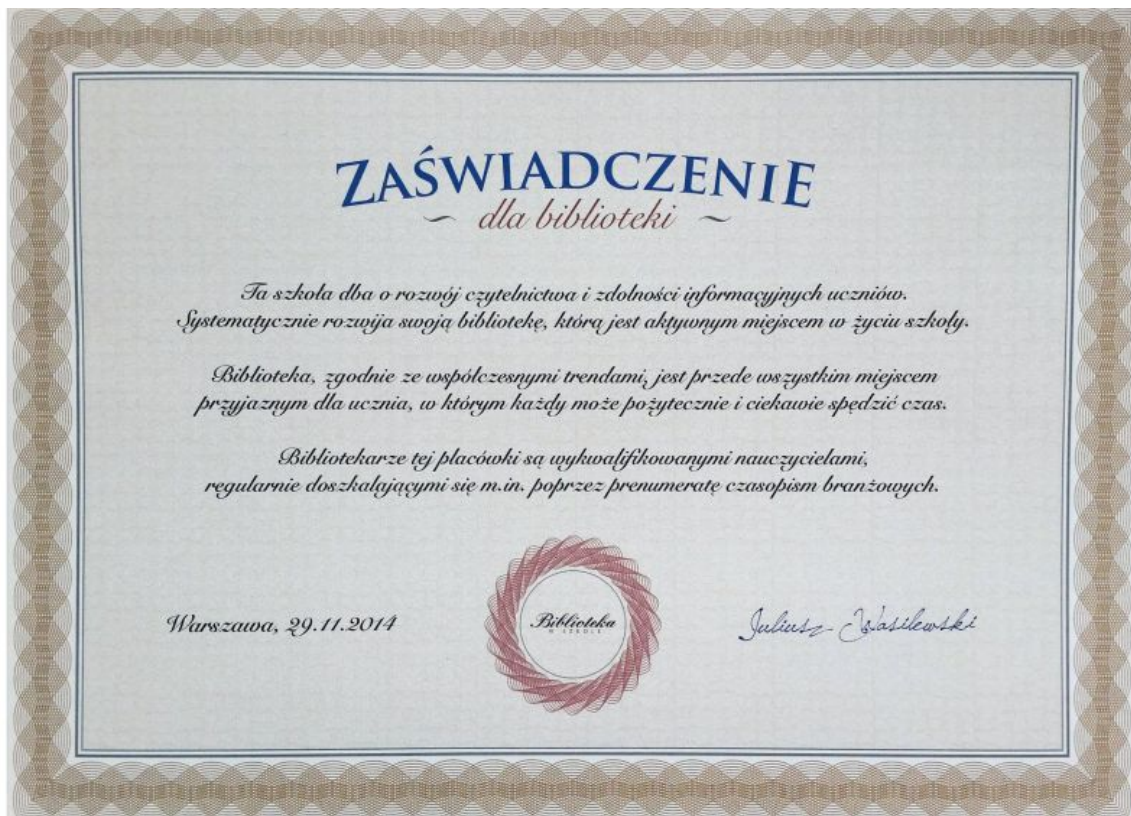 ZAŚWIADCZENIE
dla biblioteki
Ta szkoła dba o rozwój czytelnictwa i zdolności informacyjnych uczniów.
Systematycznie rozwija swoją bibliotekę, którą jest aktywnym miejscem w życiu szkoły.
Biblioteka, zgodnie ze współczesnymi trendami, jest przede wszystkim miejscem
przyjaznym dla ucznia, w którym każdy może pożytecznie i ciekawie spędzić czas.
Bibliotekarze tej placówki są wykwalifikowanymi nauczycielami,
regularnie doszkalającymi się m.in. poprzez prenumeratę czasopism branżowych.
Warszawa, 29.11.2014
Biblioteka
W SZKOLE
Juliusz Wasilewski